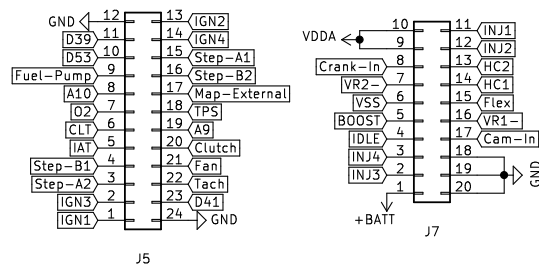 GND 12 13 IGN2
D39 11 14 IGN4
D53 10 15 Step-A1
Fuel-Pump 9 16 Step-B2
A10 8 17 Map-External
O2 7 18 TPS
CLT 6 19 A9
IAT 5 20 Clutch
Step-B1 4 21 Fan
Step-A2 3 22 Tach
IGN3 2 23 D41
IGN1 1 24 GND
J5
VDDA 10 11 INJ1
9 12 INJ2
Crank-In 8 13 HC2
VR2- 7 14 HC1
VSS 6 15 Flex
BOOST 5 16 VR1-
IDLE 4 17 Cam-In
INJ4 3 18
INJ3 2 19 GND
+BATT 1 20
J7